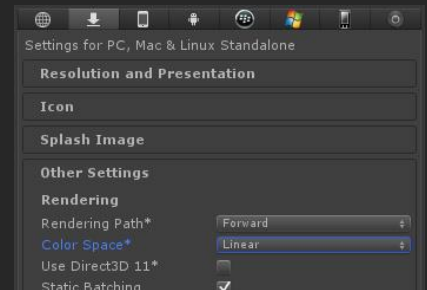 Settings for PC, Mac & Linux Standalone
Resolution and Presentation
Icon
Splash Image
Other Settings
Rendering
Rendering Path* Forward
Color Space* Linear
Use Direct3D 11*
Static Batching